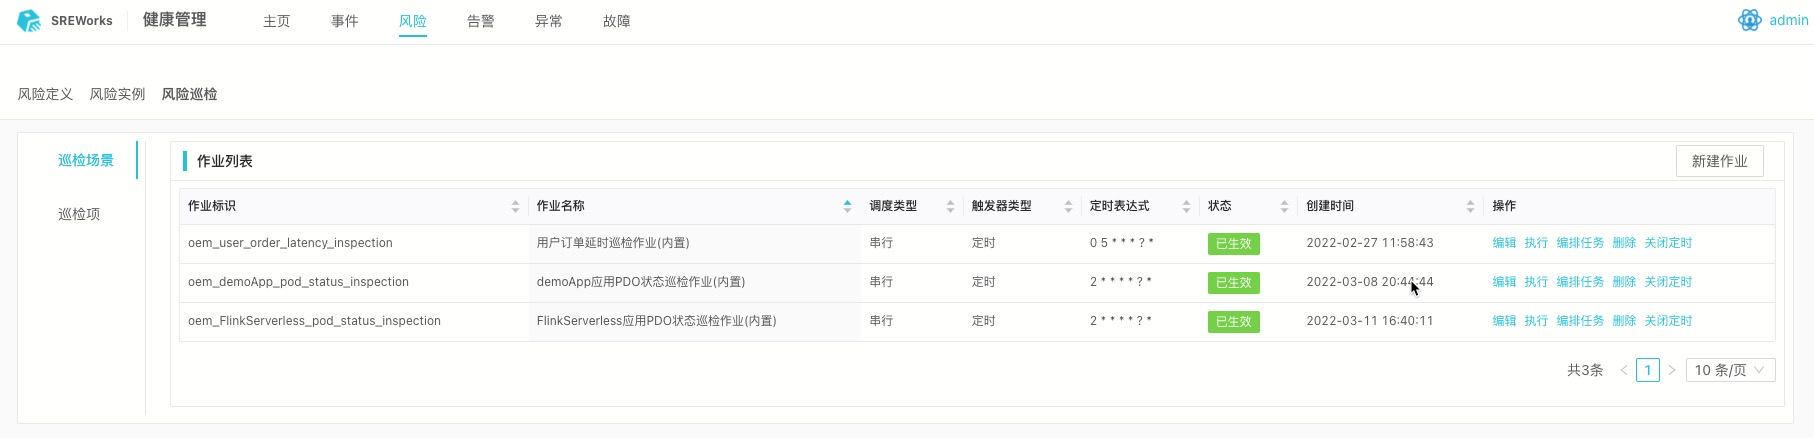 SREWorks 健康管理 主页 事件 风险 告警 异常 故障 admin
风险定义 风险实例 风险巡检
巡检场景
巡检项
作业列表 新建作业
作业标识 作业名称 调度类型 触发器类型 定时表达式 状态 创建时间 操作
oem_user_order_latency_inspection 用户订单延时巡检作业(内置) 串行 定时 0 5 * * * ? * 已生效 2022-02-27 11:58:43 编辑 执行 编排任务 删除 关闭定时
oem_demoApp_pod_status_inspection demoApp应用PDO状态巡检作业(内置) 串行 定时 2 * * * * ? * 已生效 2022-03-08 20:44:44 编辑 执行 编排任务 删除 关闭定时
oem_FlinkServerless_pod_status_inspection FlinkServerless应用PDO状态巡检作业(内置) 串行 定时 2 * * * * ? * 已生效 2022-03-11 16:40:11 编辑 执行 编排任务 删除 关闭定时
共3条 < 1 > 10 条/页